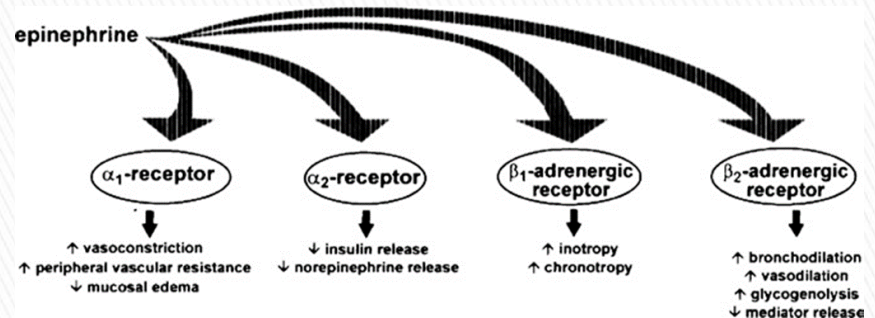 epinephrine
α1-receptor
↑ vasoconstriction
↑ peripheral vascular resistance
↓ mucosal edema
α2-receptor
↓ insulin release
↓ norepinephrine release
β1-adrenergic
receptor
↑ inotropy
↑ chronotropy
β2-adrenergic
receptor
↑ bronchodilation
↑ vasodilation
↑ glycogenolysis
↓ mediator release